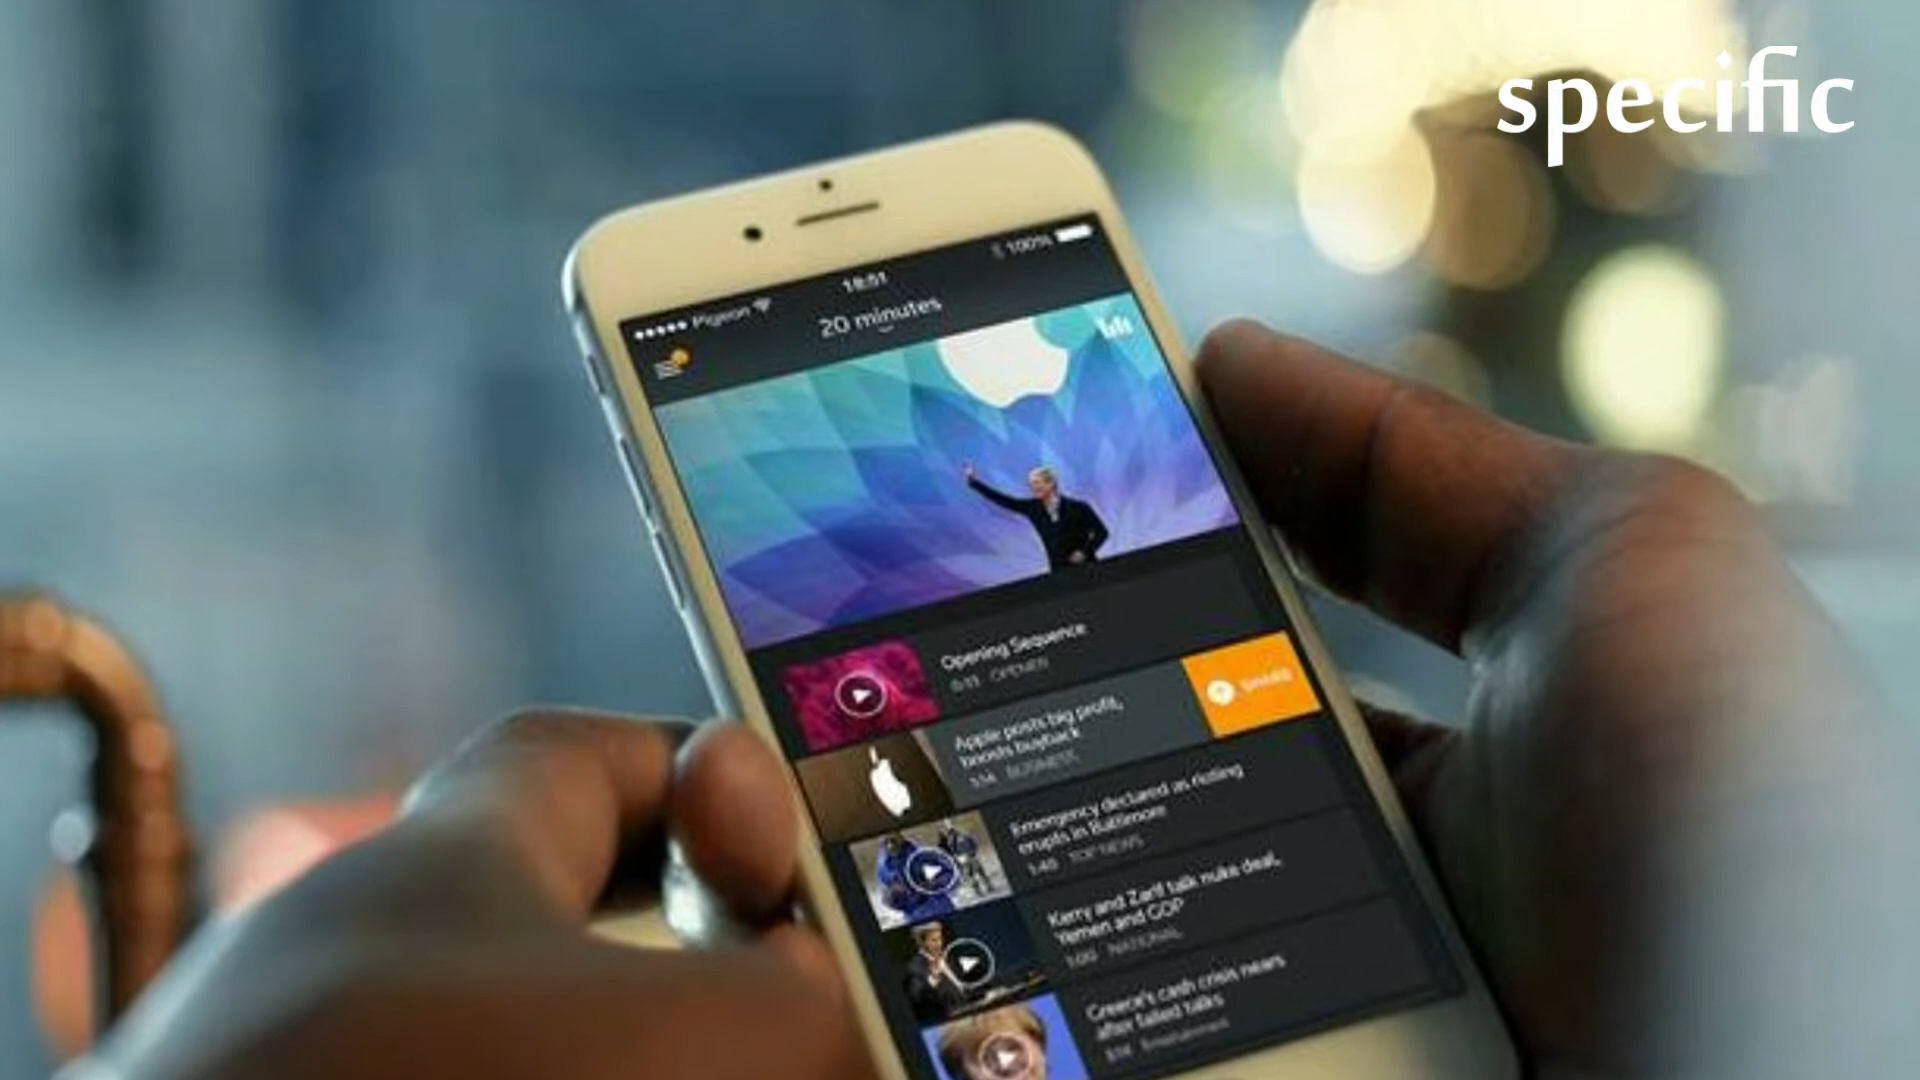 specific
Pigeon
18:51
100%
20 minutes
Opening Sequence
0:11 OPENER
Apple posts big profit,
boosts buyback
1:14 BUSINESS
SHARE
Emergency declared as rioting
erupts in Baltimore
1:40 TOP NEWS
Kerry and Zarif talk nuke deal,
Yemen and GOP
1:00 NATIONAL
Greece's cash crisis nears
after failed talks
Entertainment